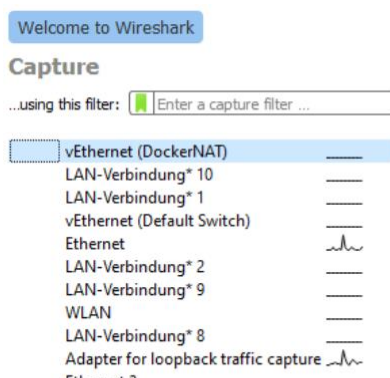 Welcome to Wireshark
Capture
...using this filter: Enter a capture filter ...
vEthernet (DockerNAT)
LAN-Verbindung* 10
LAN-Verbindung* 1
vEthernet (Default Switch)
Ethernet
LAN-Verbindung* 2
LAN-Verbindung* 9
WLAN
LAN-Verbindung* 8
Adapter for loopback traffic capture